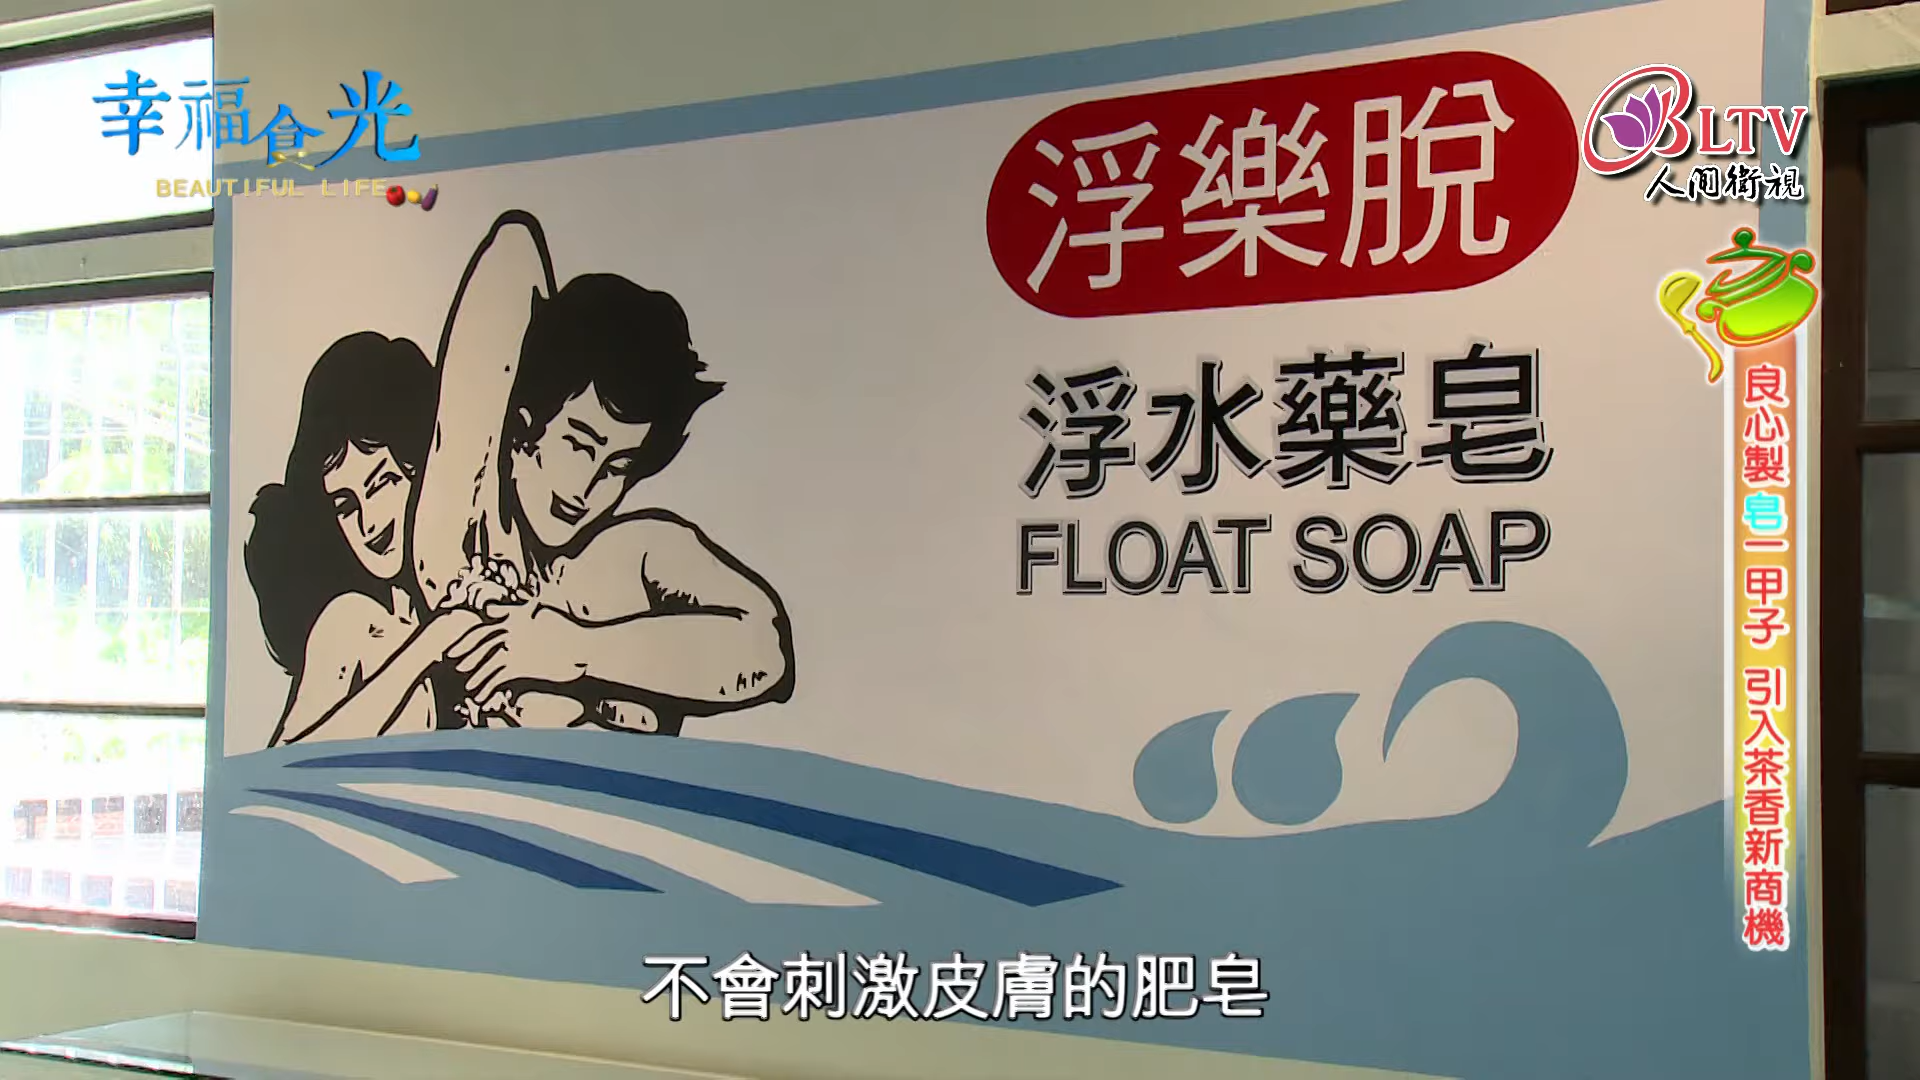 幸福食光
BEAUTIFUL LIFE
BLTV
人間衛視
浮樂脫
浮水藥皂
FLOAT SOAP
良心製皂一甲子 引入茶香新商機
不會刺激皮膚的肥皂